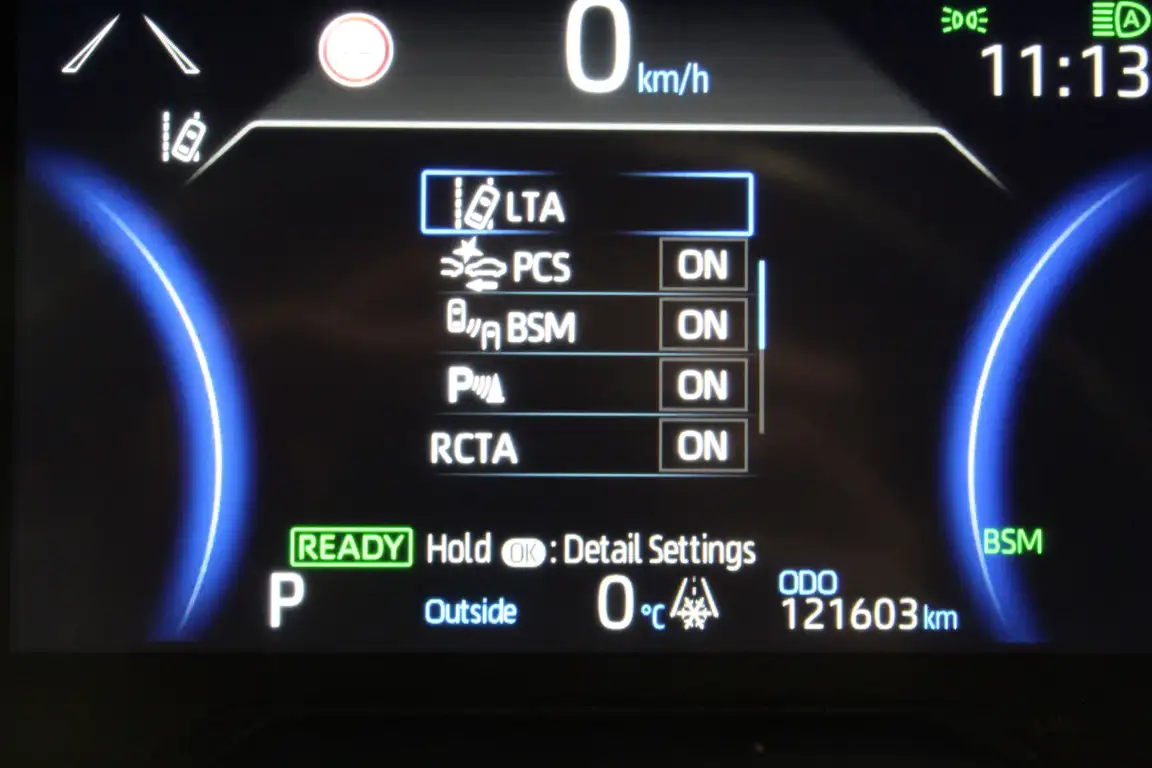 0 km/h
A
11:13
LTA
PCS ON
BSM ON
P ON
RCTA ON
READY Hold OK : Detail Settings
BSM
P
Outside 0 °C
ODO
121603 km